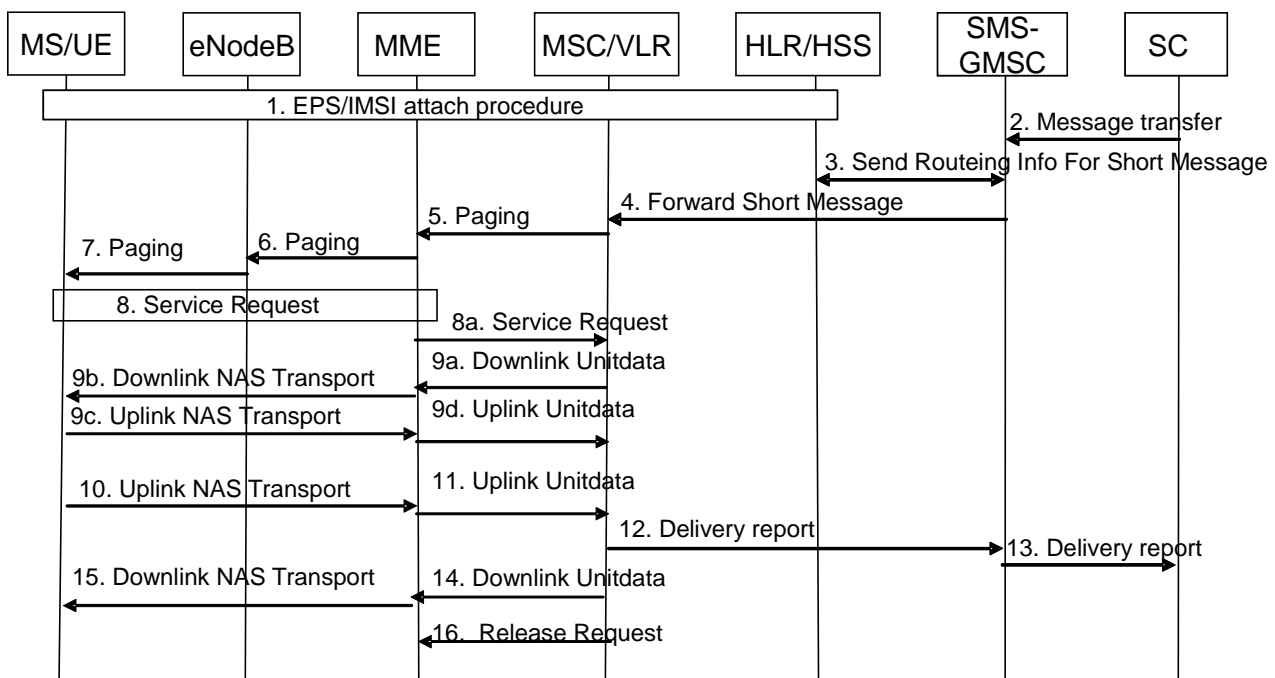 MS/UE
eNodeB
MME
MSC/VLR
HLR/HSS
SMS-
GMSC
SC
1. EPS/IMSI attach procedure
2. Message transfer
3. Send Routeing Info For Short Message
4. Forward Short Message
5. Paging
6. Paging
7. Paging
8. Service Request
8a. Service Request
9a. Downlink Unitdata
9b. Downlink NAS Transport
9c. Uplink NAS Transport
9d. Uplink Unitdata
10. Uplink NAS Transport
11. Uplink Unitdata
12. Delivery report
13. Delivery report
15. Downlink NAS Transport
14. Downlink Unitdata
16. Release Request